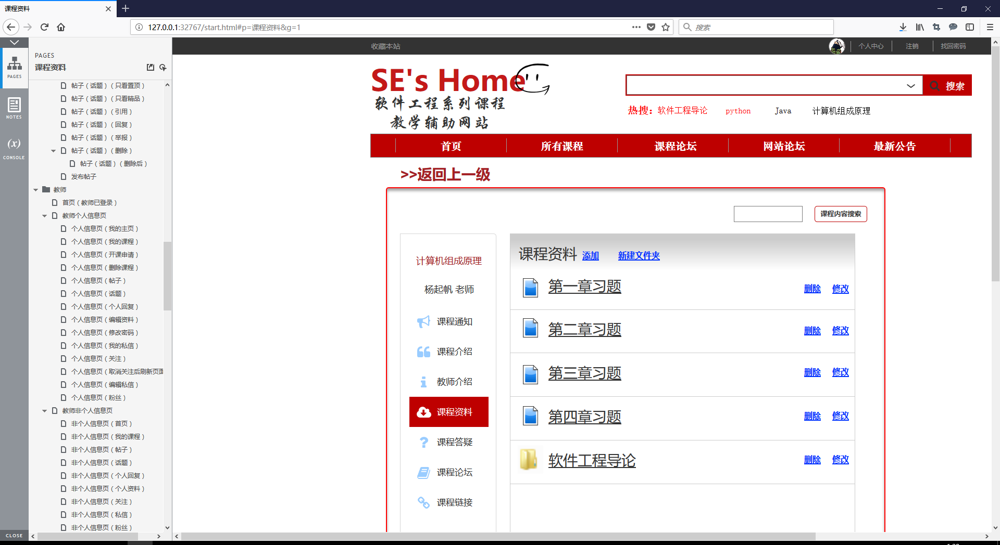 课程资料
127.0.0.1:32767/start.html#p=课程资料&g=1
搜索
PAGES
NOTES
(x)
CONSOLE
CLOSE
PAGES
课程资料
帖子（话题）（只看置顶）
帖子（话题）（只看精品）
帖子（话题）（引用）
帖子（话题）（回复）
帖子（话题）（举报）
帖子（话题）（删除）
帖子（话题）（删除后）
发布帖子
教师
首页（教师已登录）
教师个人信息页
个人信息页（我的主页）
个人信息页（我的课程）
个人信息页（开课申请）
个人信息页（删除课程）
个人信息页（帖子）
个人信息页（话题）
个人信息页（个人回复）
个人信息页（编辑资料）
个人信息页（修改密码）
个人信息页（我的私信）
个人信息页（关注）
个人信息页（取消关注后刷新页面
个人信息页（编辑私信）
个人信息页（粉丝）
教师非个人信息页
非个人信息页（首页）
非个人信息页（我的课程）
非个人信息页（帖子）
非个人信息页（话题）
非个人信息页（个人回复）
非个人信息页（个人资料）
非个人信息页（关注）
非个人信息页（私信）
非个人信息页（粉丝）
收藏本站
个人中心 注销 找回密码
SE's Home
软件工程系列课程
教学辅助网站
搜索
热搜：软件工程导论 python Java 计算机组成原理
首页 所有课程 课程论坛 网站论坛 最新公告
>>返回上一级
课程内容搜索
计算机组成原理
杨起帆 老师
课程通知
课程介绍
教师介绍
课程资料
课程答疑
课程论坛
课程链接
课程资料 添加 新建文件夹
第一章习题 删除 修改
第二章习题 删除 修改
第三章习题 删除 修改
第四章习题 删除 修改
软件工程导论 删除 修改